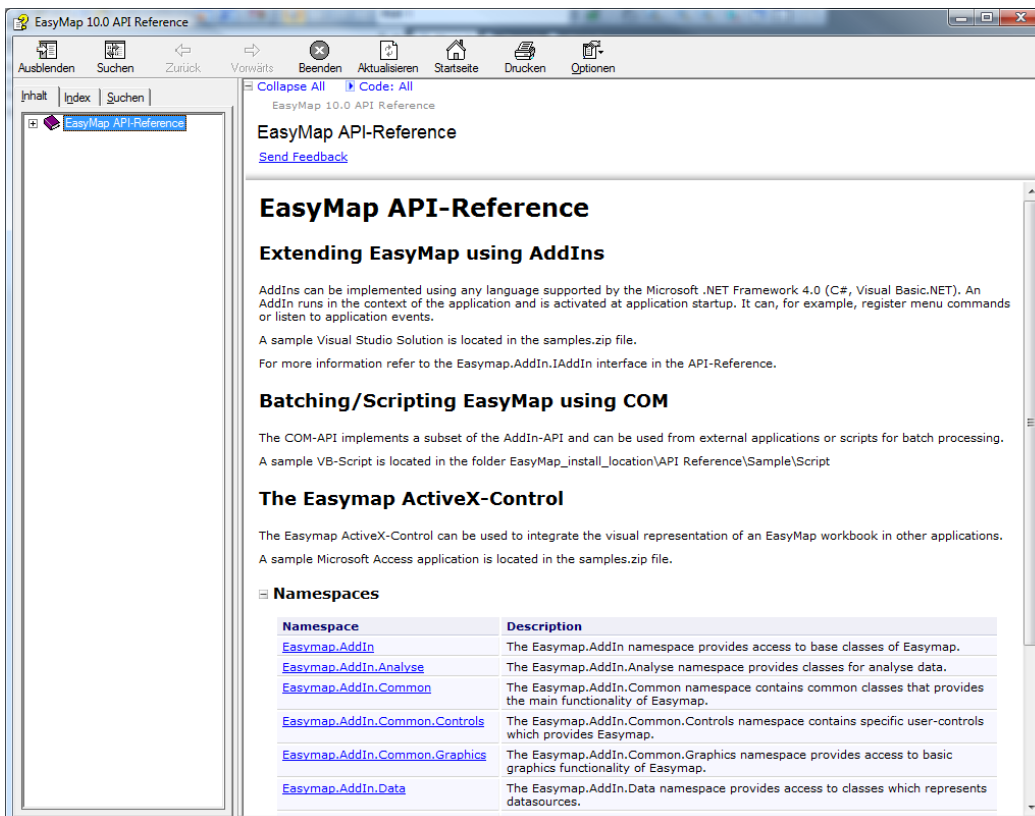 EasyMap 10.0 API Reference
Ausblenden Suchen Zurück Vorwärts Beenden Aktualisieren Startseite Drucken Optionen
Inhalt Index Suchen
EasyMap API-Reference
Collapse All Code: All
EasyMap 10.0 API Reference
EasyMap API-Reference
Send Feedback
EasyMap API-Reference
Extending EasyMap using AddIns
AddIns can be implemented using any language supported by the Microsoft .NET Framework 4.0 (C#, Visual Basic.NET). An
AddIn runs in the context of the application and is activated at application startup. It can, for example, register menu commands
or listen to application events.
A sample Visual Studio Solution is located in the samples.zip file.
For more information refer to the Easymap.AddIn.IAddIn interface in the API-Reference.
Batching/Scripting EasyMap using COM
The COM-API implements a subset of the AddIn-API and can be used from external applications or scripts for batch processing.
A sample VB-Script is located in the folder EasyMap_install_location\API Reference\Sample\Script
The Easymap ActiveX-Control
The Easymap ActiveX-Control can be used to integrate the visual representation of an EasyMap workbook in other applications.
A sample Microsoft Access application is located in the samples.zip file.
Namespaces
Namespace Description
Easymap.AddIn The Easymap.AddIn namespace provides access to base classes of Easymap.
Easymap.AddIn.Analyse The Easymap.AddIn.Analyse namespace provides classes for analyse data.
Easymap.AddIn.Common The Easymap.AddIn.Common namespace contains common classes that provides
the main functionality of Easymap.
Easymap.AddIn.Common.Controls The Easymap.AddIn.Common.Controls namespace contains specific user-controls
which provides Easymap.
Easymap.AddIn.Common.Graphics The Easymap.AddIn.Common.Graphics namespace provides access to basic
graphics functionality of Easymap.
Easymap.AddIn.Data The Easymap.AddIn.Data namespace provides access to classes which represents
datasources.